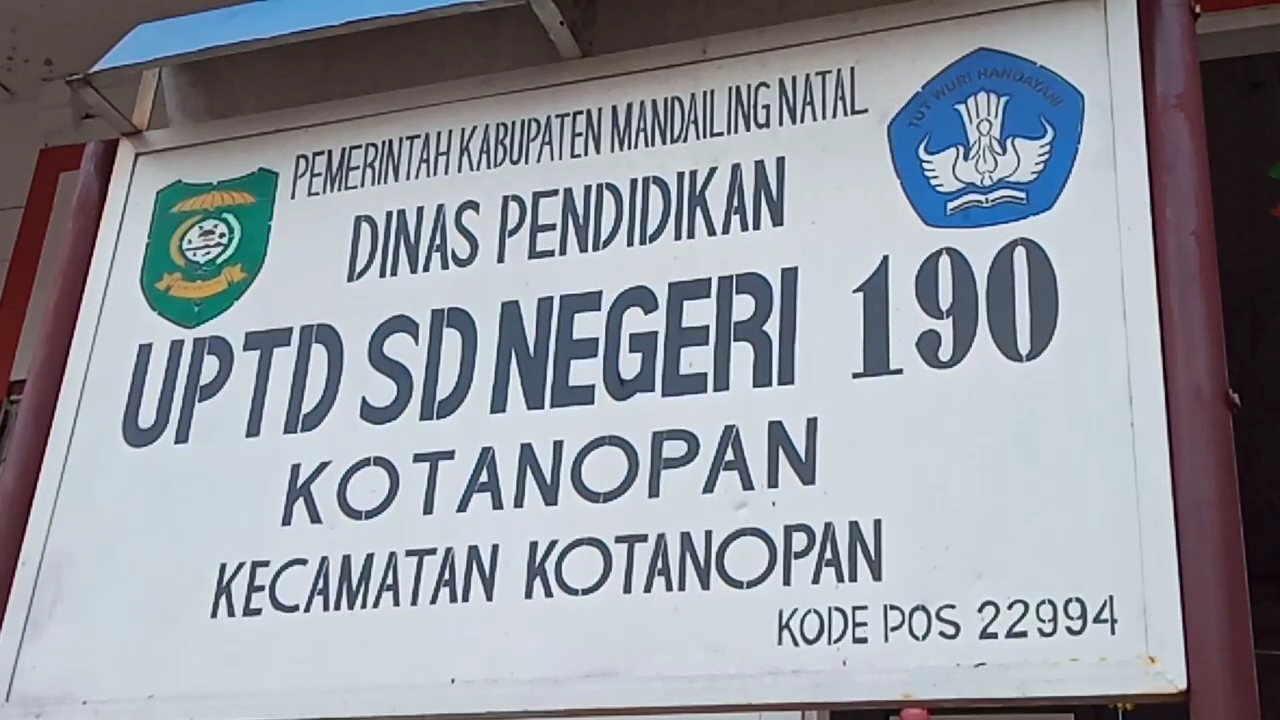 PEMERINTAH KABUPATEN MANDAILING NATAL
TUT WURI HANDAYANI
DINAS PENDIDIKAN
UPTD SD NEGERI 190
KOTANOPAN
KECAMATAN KOTANOPAN
KODE POS 22994